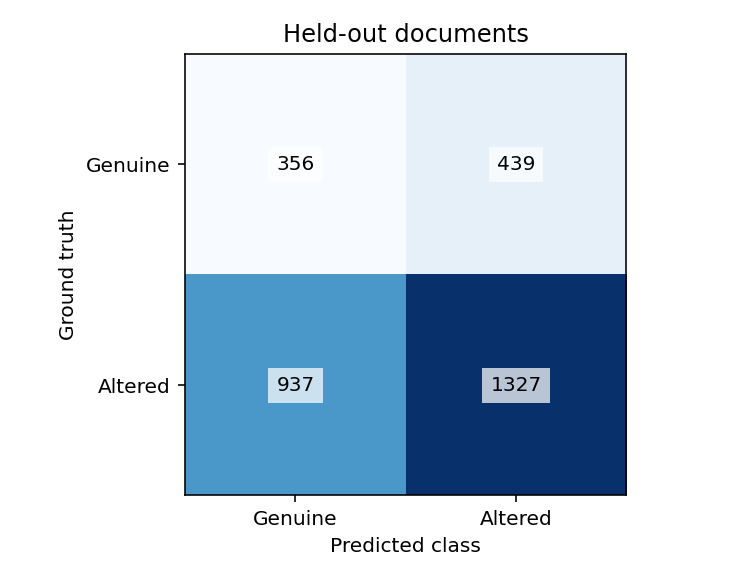 Held-out documents
Ground truth
Genuine
356
439
Altered
937
1327
Genuine
Altered
Predicted class